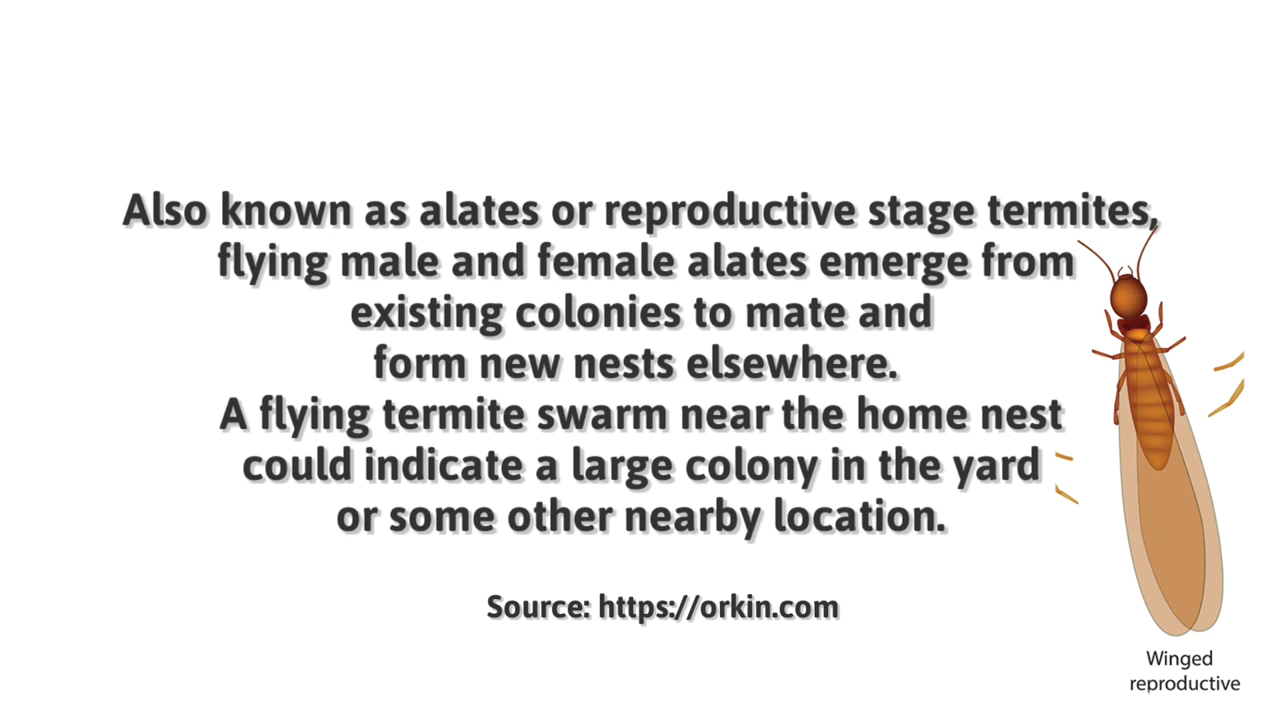 Also known as alates or reproductive stage termites,
flying male and female alates emerge from
existing colonies to mate and
form new nests elsewhere.
A flying termite swarm near the home nest
could indicate a large colony in the yard
or some other nearby location.
Source: https://orkin.com
Winged
reproductive